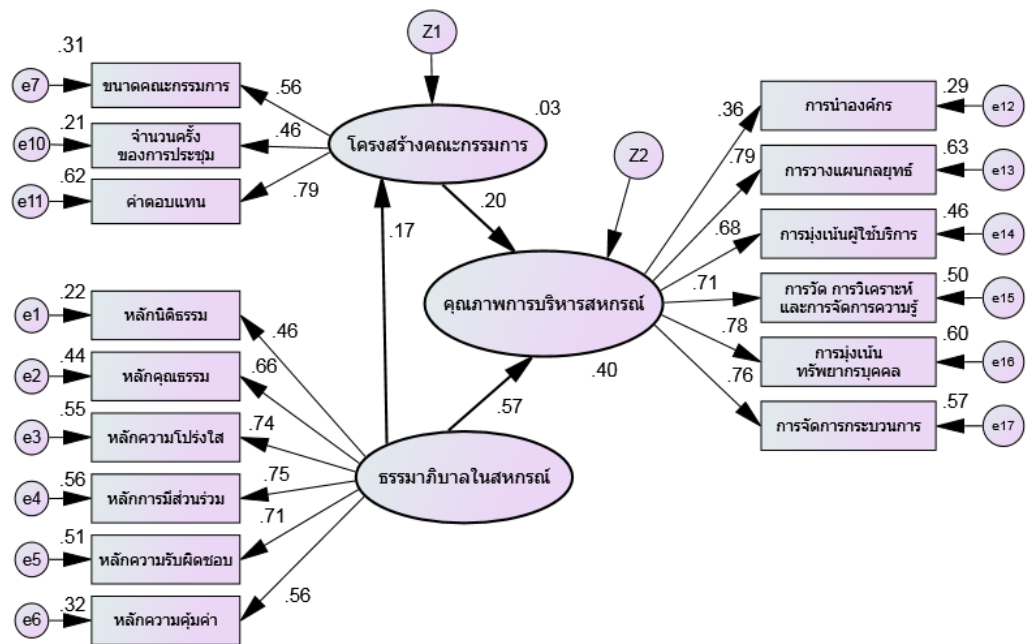 Z1
.31
e7
ขนาดคณะกรรมการ
.56
.21
e10
จำนวนครั้ง
ของการประชุม
.46
.62
e11
ค่าตอบแทน
.79
โครงสร้างคณะกรรมการ
.03
.17
.20
Z2
.22
e1
หลักนิติธรรม
.46
.44
e2
หลักคุณธรรม
.66
.55
e3
หลักความโปร่งใส
.74
.56
e4
หลักการมีส่วนร่วม
.75
.51
e5
หลักความรับผิดชอบ
.71
.32
e6
หลักความคุ้มค่า
.56
ธรรมาภิบาลในสหกรณ์
.57
คุณภาพการบริหารสหกรณ์
.40
.36
การนำองค์กร
.29
e12
.79
การวางแผนกลยุทธ์
.63
e13
.68
การมุ่งเน้นผู้ใช้บริการ
.46
e14
.71
การวัด การวิเคราะห์
และการจัดการความรู้
.50
e15
.78
การมุ่งเน้น
ทรัพยากรบุคคล
.60
e16
.76
การจัดการกระบวนการ
.57
e17